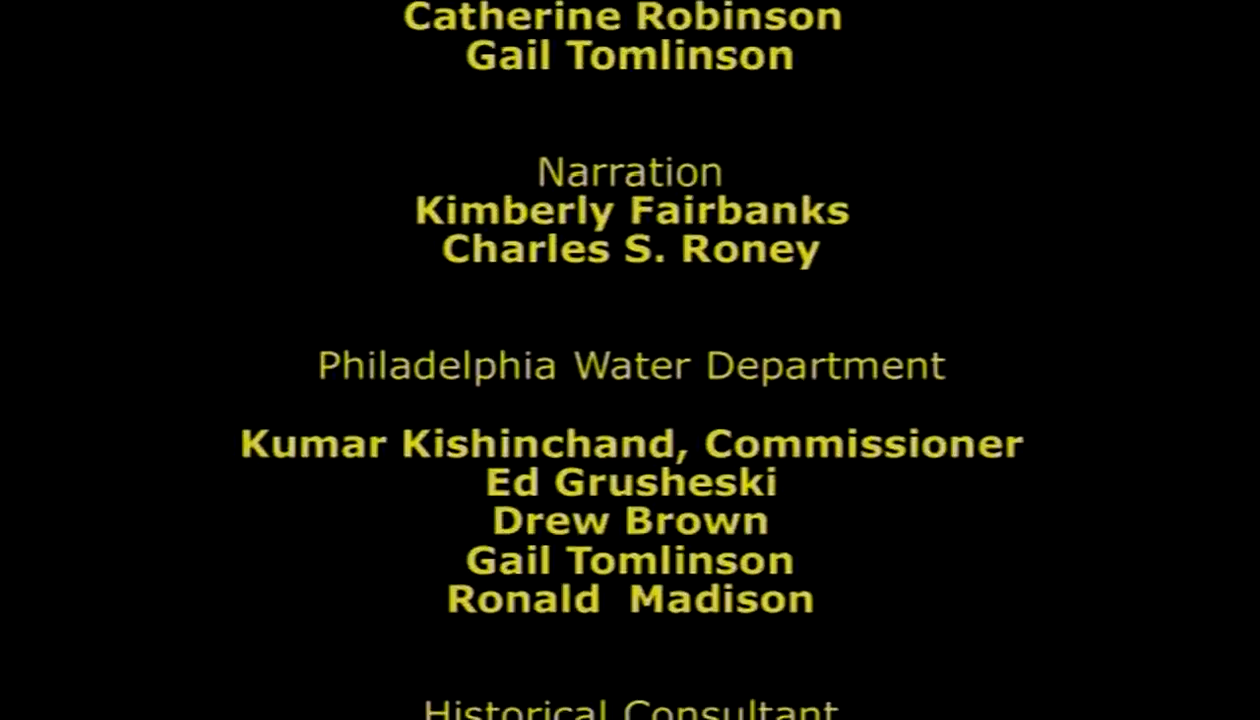 Catherine Robinson
Gail Tomlinson
Narration
Kimberly Fairbanks
Charles S. Roney
Philadelphia Water Department
Kumar Kishinchand, Commissioner
Ed Grusheski
Drew Brown
Gail Tomlinson
Ronald Madison
Historical Consultant